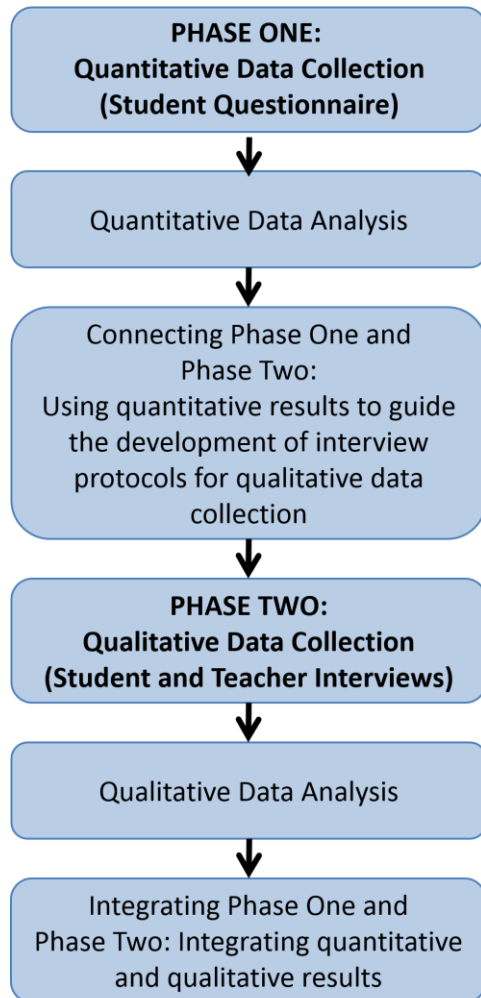 PHASE ONE:
Quantitative Data Collection
(Student Questionnaire)
Quantitative Data Analysis
Connecting Phase One and
Phase Two:
Using quantitative results to guide
the development of interview
protocols for qualitative data
collection
PHASE TWO:
Qualitative Data Collection
(Student and Teacher Interviews)
Qualitative Data Analysis
Integrating Phase One and
Phase Two: Integrating quantitative
and qualitative results